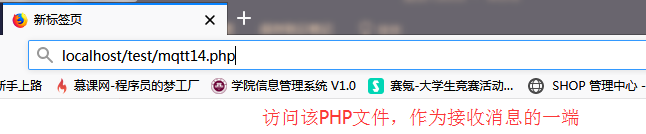 新标签页
localhost/test/mqtt14.php
新手上路 慕课网-程序员的梦工厂 学院信息管理系统 V1.0 赛氪-大学生竞赛活动... SHOP 管理中心 -
访问该PHP文件，作为接收消息的一端